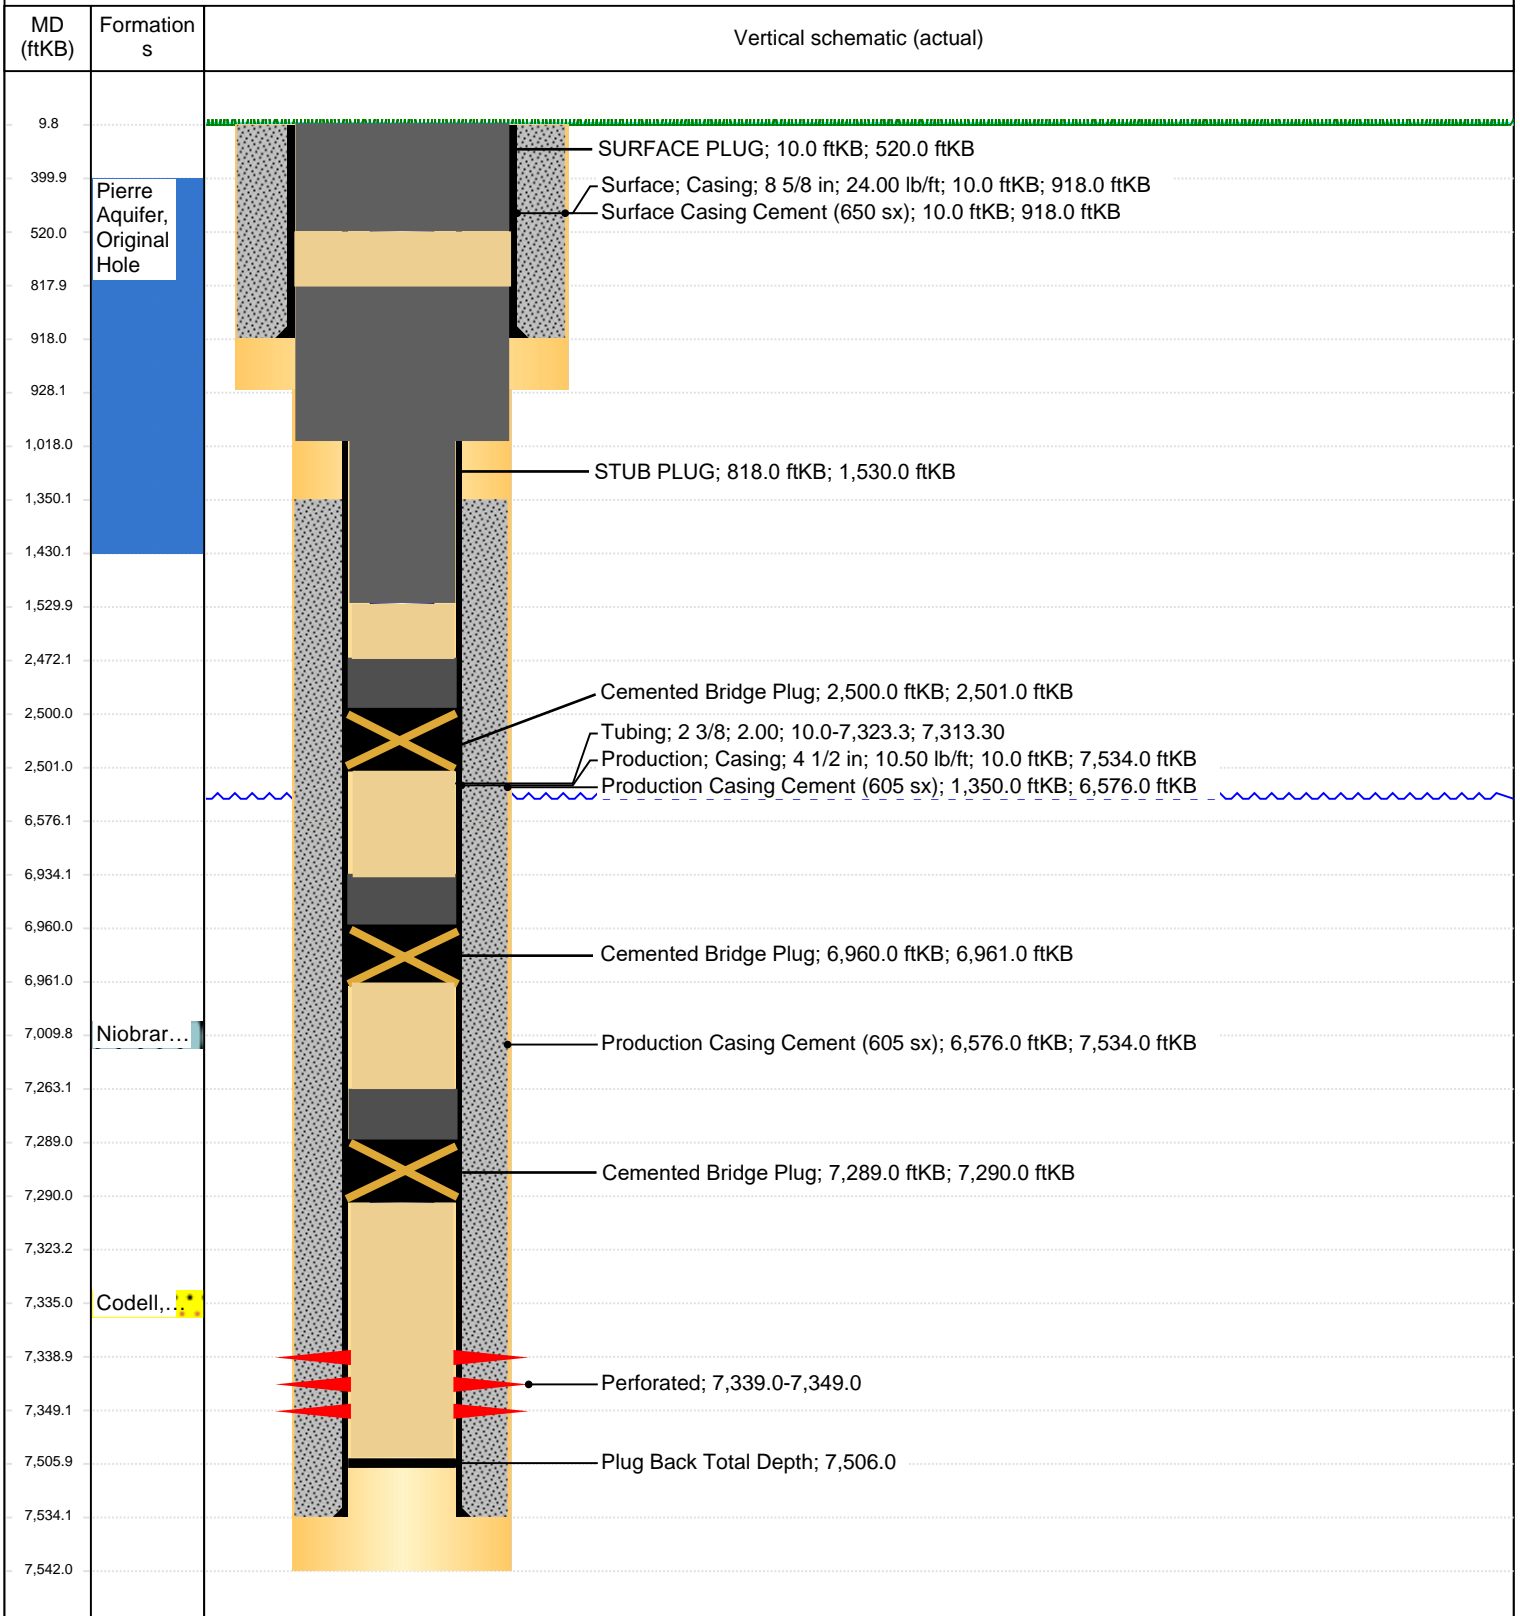 MD
(ftKB)
Formation
s
Vertical schematic (actual)
9.8
SURFACE PLUG; 10.0 ftKB; 520.0 ftKB
399.9
Pierre
Aquifer,
Original
Hole
Surface; Casing; 8 5/8 in; 24.00 lb/ft; 10.0 ftKB; 918.0 ftKB
Surface Casing Cement (650 sx); 10.0 ftKB; 918.0 ftKB
520.0
817.9
918.0
928.1
1,018.0
STUB PLUG; 818.0 ftKB; 1,530.0 ftKB
1,350.1
1,430.1
1,529.9
2,472.1
Cemented Bridge Plug; 2,500.0 ftKB; 2,501.0 ftKB
2,500.0
Tubing; 2 3/8; 2.00; 10.0-7,323.3; 7,313.30
Production; Casing; 4 1/2 in; 10.50 lb/ft; 10.0 ftKB; 7,534.0 ftKB
2,501.0
Production Casing Cement (605 sx); 1,350.0 ftKB; 6,576.0 ftKB
6,576.1
6,934.1
6,960.0
Cemented Bridge Plug; 6,960.0 ftKB; 6,961.0 ftKB
6,961.0
7,009.8
Niobrar…
Production Casing Cement (605 sx); 6,576.0 ftKB; 7,534.0 ftKB
7,263.1
7,289.0
Cemented Bridge Plug; 7,289.0 ftKB; 7,290.0 ftKB
7,290.0
7,323.2
7,335.0
Codell,…
7,338.9
Perforated; 7,339.0-7,349.0
7,349.1
7,505.9
Plug Back Total Depth; 7,506.0
7,534.1
7,542.0